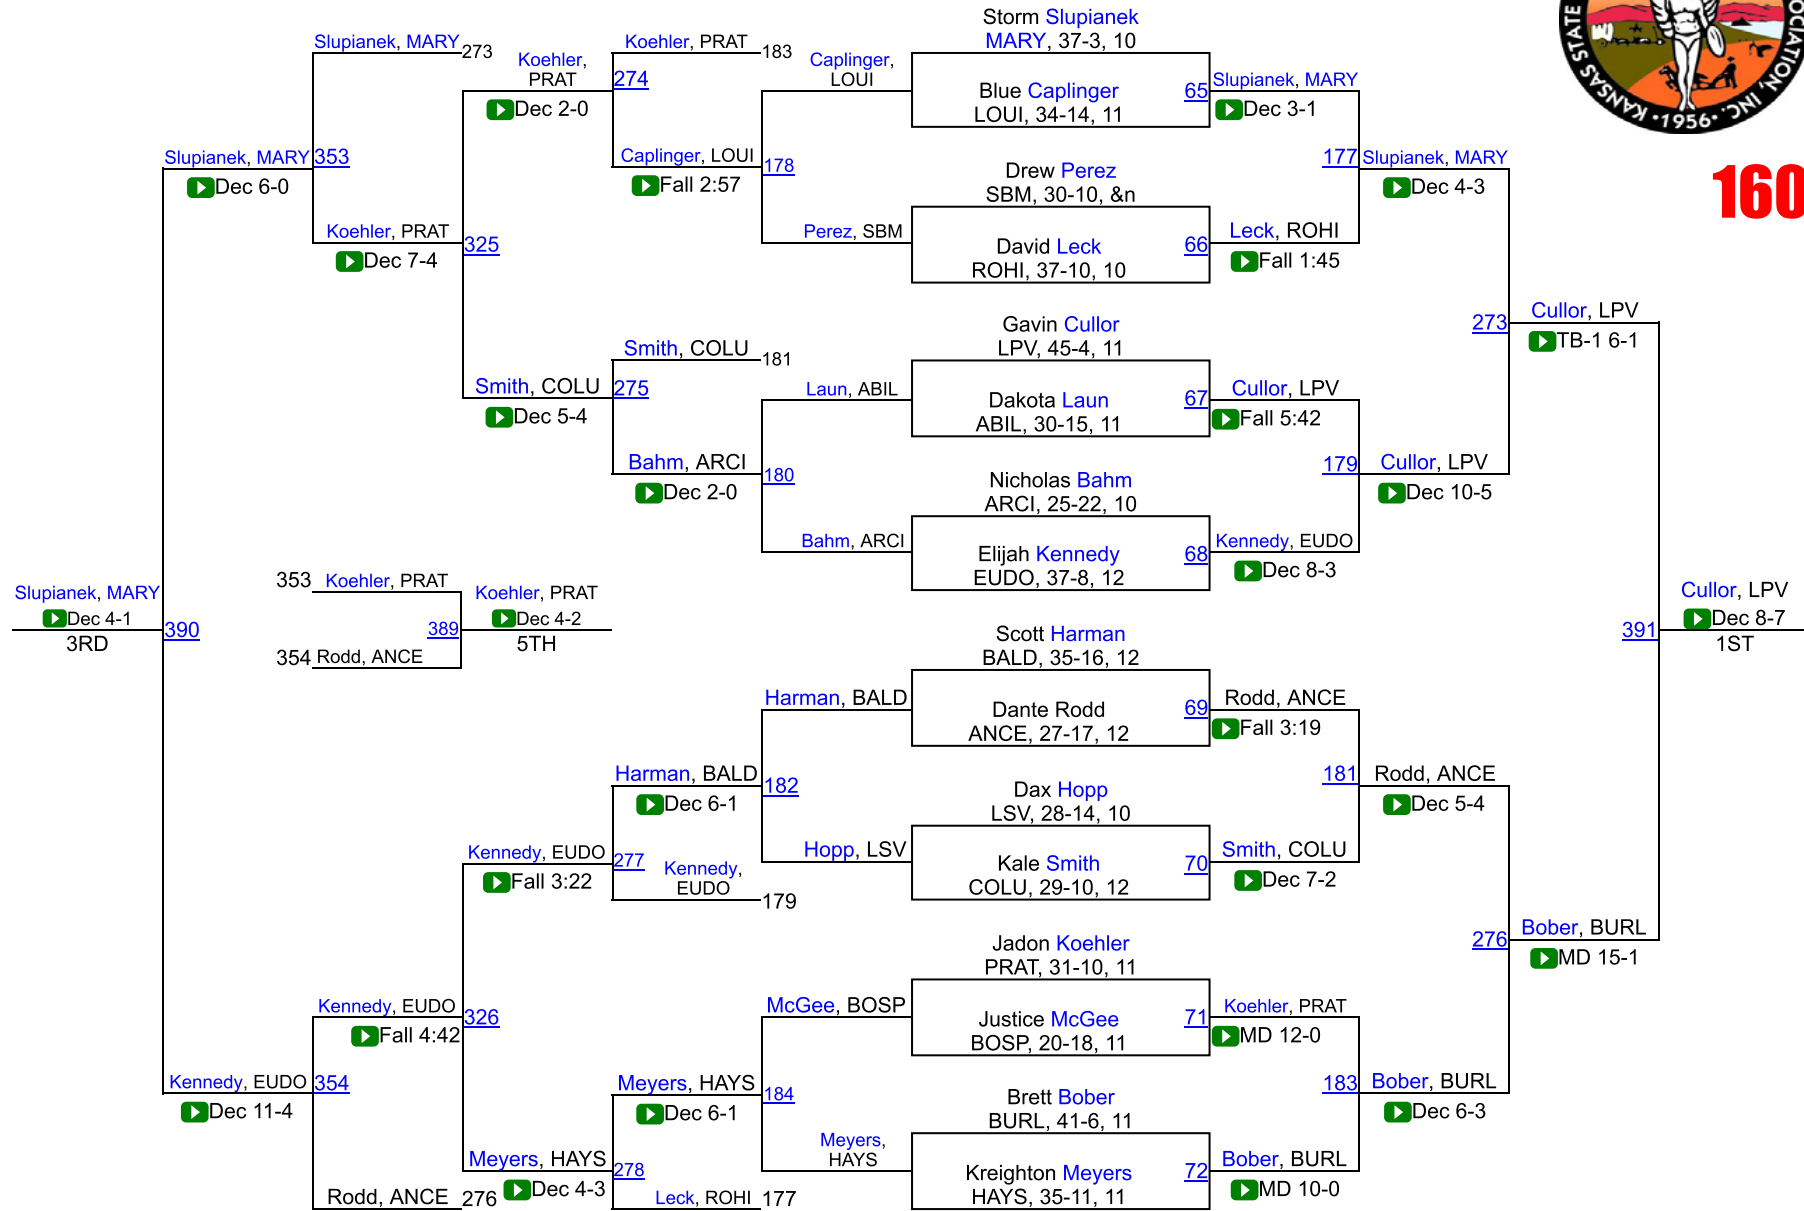 KANSAS STATE
OCIATION, INC.
•1956•
160
Storm Slupianek
MARY, 37-3, 10
Blue Caplinger
LOUI, 34-14, 11
65
Drew Perez
SBM, 30-10, &n
David Leck
ROHI, 37-10, 10
66
Gavin Cullor
LPV, 45-4, 11
Dakota Laun
ABIL, 30-15, 11
67
Nicholas Bahm
ARCI, 25-22, 10
Elijah Kennedy
EUDO, 37-8, 12
68
Scott Harman
BALD, 35-16, 12
Dante Rodd
ANCE, 27-17, 12
69
Dax Hopp
LSV, 28-14, 10
Kale Smith
COLU, 29-10, 12
70
Jadon Koehler
PRAT, 31-10, 11
Justice McGee
BOSP, 20-18, 11
71
Brett Bober
BURL, 41-6, 11
Kreighton Meyers
HAYS, 35-11, 11
72
Slupianek, MARY
Dec 3-1
177
Leck, ROHI
Fall 1:45
Cullor, LPV
Fall 5:42
179
Kennedy, EUDO
Dec 8-3
Rodd, ANCE
Fall 3:19
181
Smith, COLU
Dec 7-2
Koehler, PRAT
MD 12-0
183
Bober, BURL
MD 10-0
Slupianek, MARY
Dec 4-3
273
Cullor, LPV
Dec 10-5
Rodd, ANCE
Dec 5-4
276
Bober, BURL
Dec 6-3
Cullor, LPV
TB-1 6-1
391
Bober, BURL
MD 15-1
Cullor, LPV
Dec 8-7
1ST
Caplinger,
LOUI
178
Perez, SBM
Laun, ABIL
180
Bahm, ARCI
Harman, BALD
182
Hopp, LSV
McGee, BOSP
184
Meyers,
HAYS
Koehler, PRAT
183
274
Caplinger, LOUI
Fall 2:57
Smith, COLU
181
275
Bahm, ARCI
Dec 2-0
Harman, BALD
Dec 6-1
277
Kennedy,
EUDO
179
Meyers, HAYS
Dec 6-1
278
Leck, ROHI
177
Koehler,
PRAT
Dec 2-0
325
Smith, COLU
Dec 5-4
Kennedy, EUDO
Fall 3:22
326
Meyers, HAYS
Dec 4-3
Slupianek, MARY
273
353
Koehler, PRAT
Dec 7-4
Kennedy, EUDO
Fall 4:42
354
Rodd, ANCE
276
Slupianek, MARY
Dec 6-0
390
Kennedy, EUDO
Dec 11-4
Slupianek, MARY
Dec 4-1
3RD
353
Koehler, PRAT
389
354
Rodd, ANCE
Koehler, PRAT
Dec 4-2
5TH